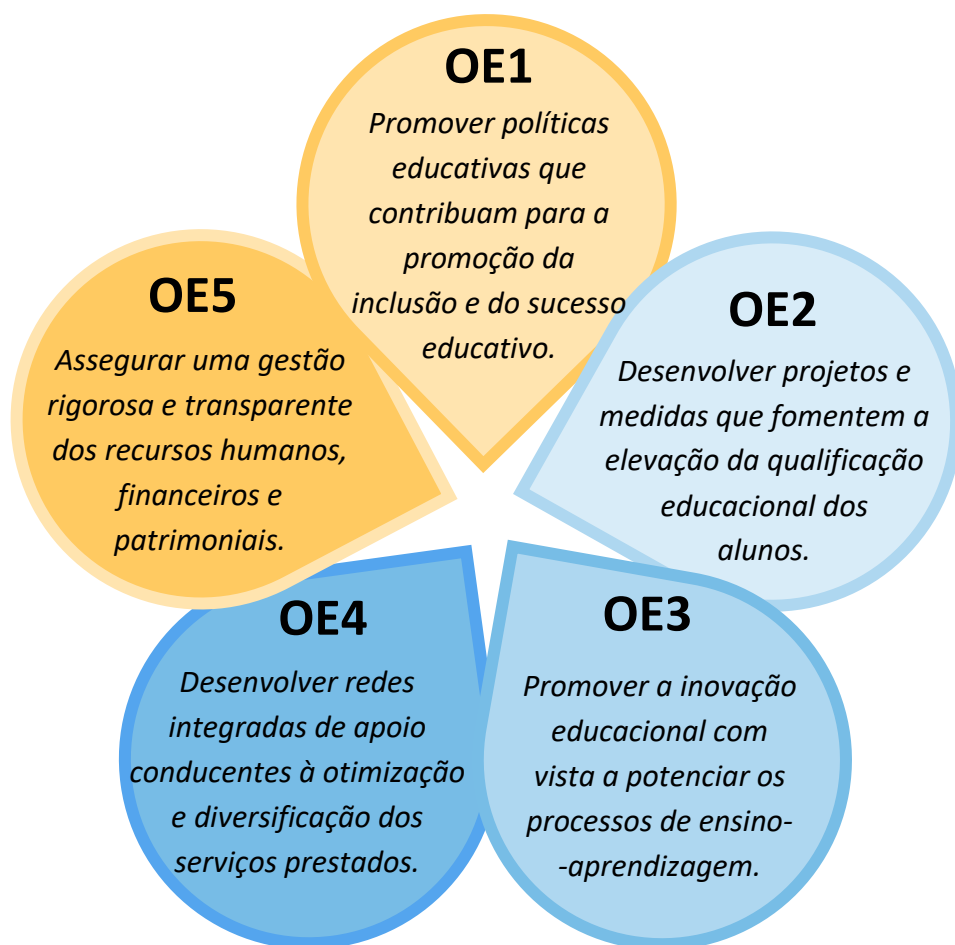 OE1
Promover políticas
educativas que
contribuam para a
promoção da
inclusão e do sucesso
educativo.
OE2
Desenvolver projetos e
medidas que fomentem a
elevação da qualificação
educacional dos
alunos.
OE3
Promover a inovação
educacional com
vista a potenciar os
processos de ensino-
-aprendizagem.
OE4
Desenvolver redes
integradas de apoio
conducentes à otimização
e diversificação dos
serviços prestados.
OE5
Assegurar uma gestão
rigorosa e transparente
dos recursos humanos,
financeiros e
patrimoniais.